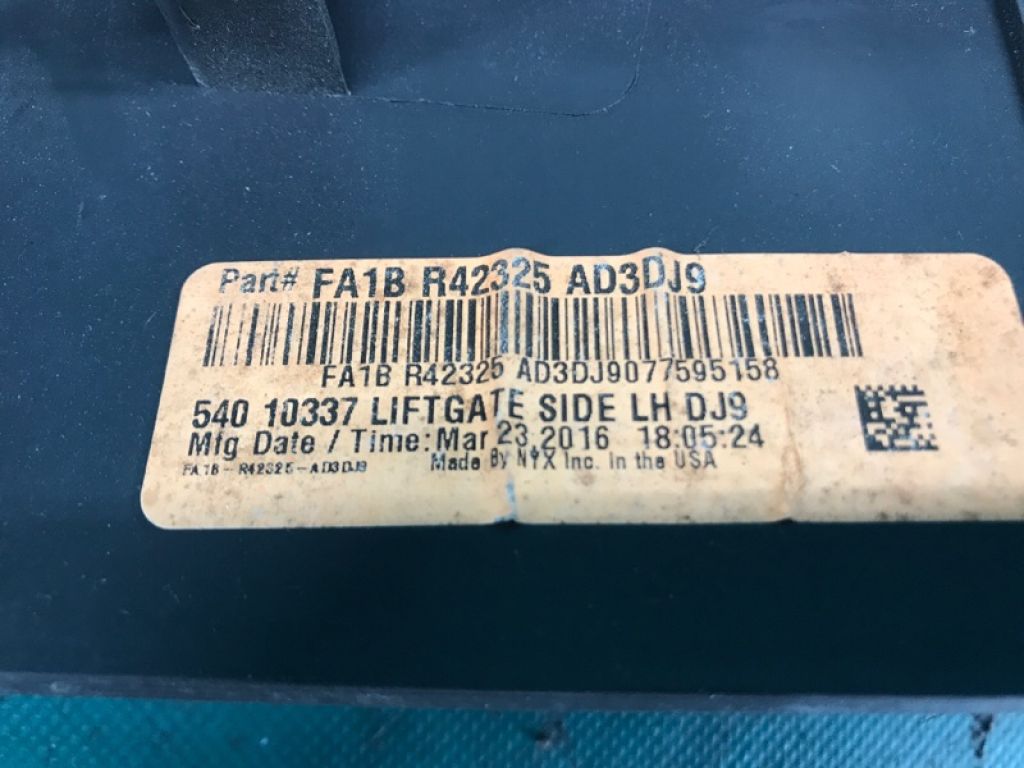 Part# FA1B R42325 AD3DJ9
FA1B R42325 AD3DJ9077595158
540 10337 LIFTGATE SIDE LH DJ9
Mfg Date / Time: Mar 23, 2016 18:05:24
FA1B-R42325-AD3DJ9 Made By NYX Inc. In the USA